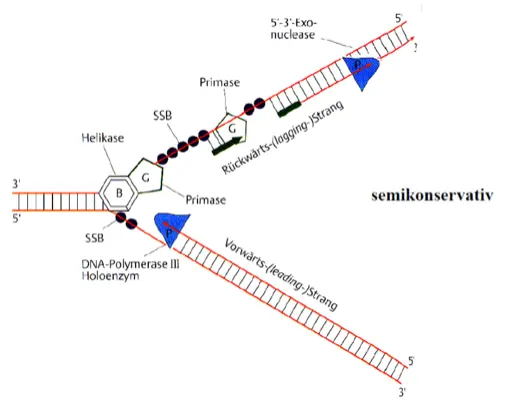 5'
5'-3'-Exo-
nuclease
3'
P
Primase
SSB
G
Rückwärts-(lagging-)Strang
Helikase
G
3'
B
Primase
semikonservativ
5'
SSB
P
DNA-Polymerase III
Holoenzym
Vorwärts-(leading-)Strang
5'
3'